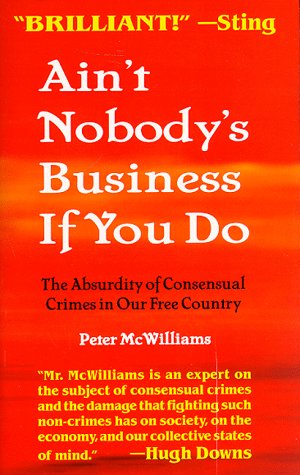 "BRILLIANT!" —Sting
Ain't
Nobody's
Business
If You Do
The Absurdity of Consensual
Crimes in Our Free Country
Peter McWilliams
"Mr. McWilliams is an expert on
the subject of consensual crimes
and the damage that fighting such
non-crimes has on society, on the
economy, and our collective states
of mind." —Hugh Downs